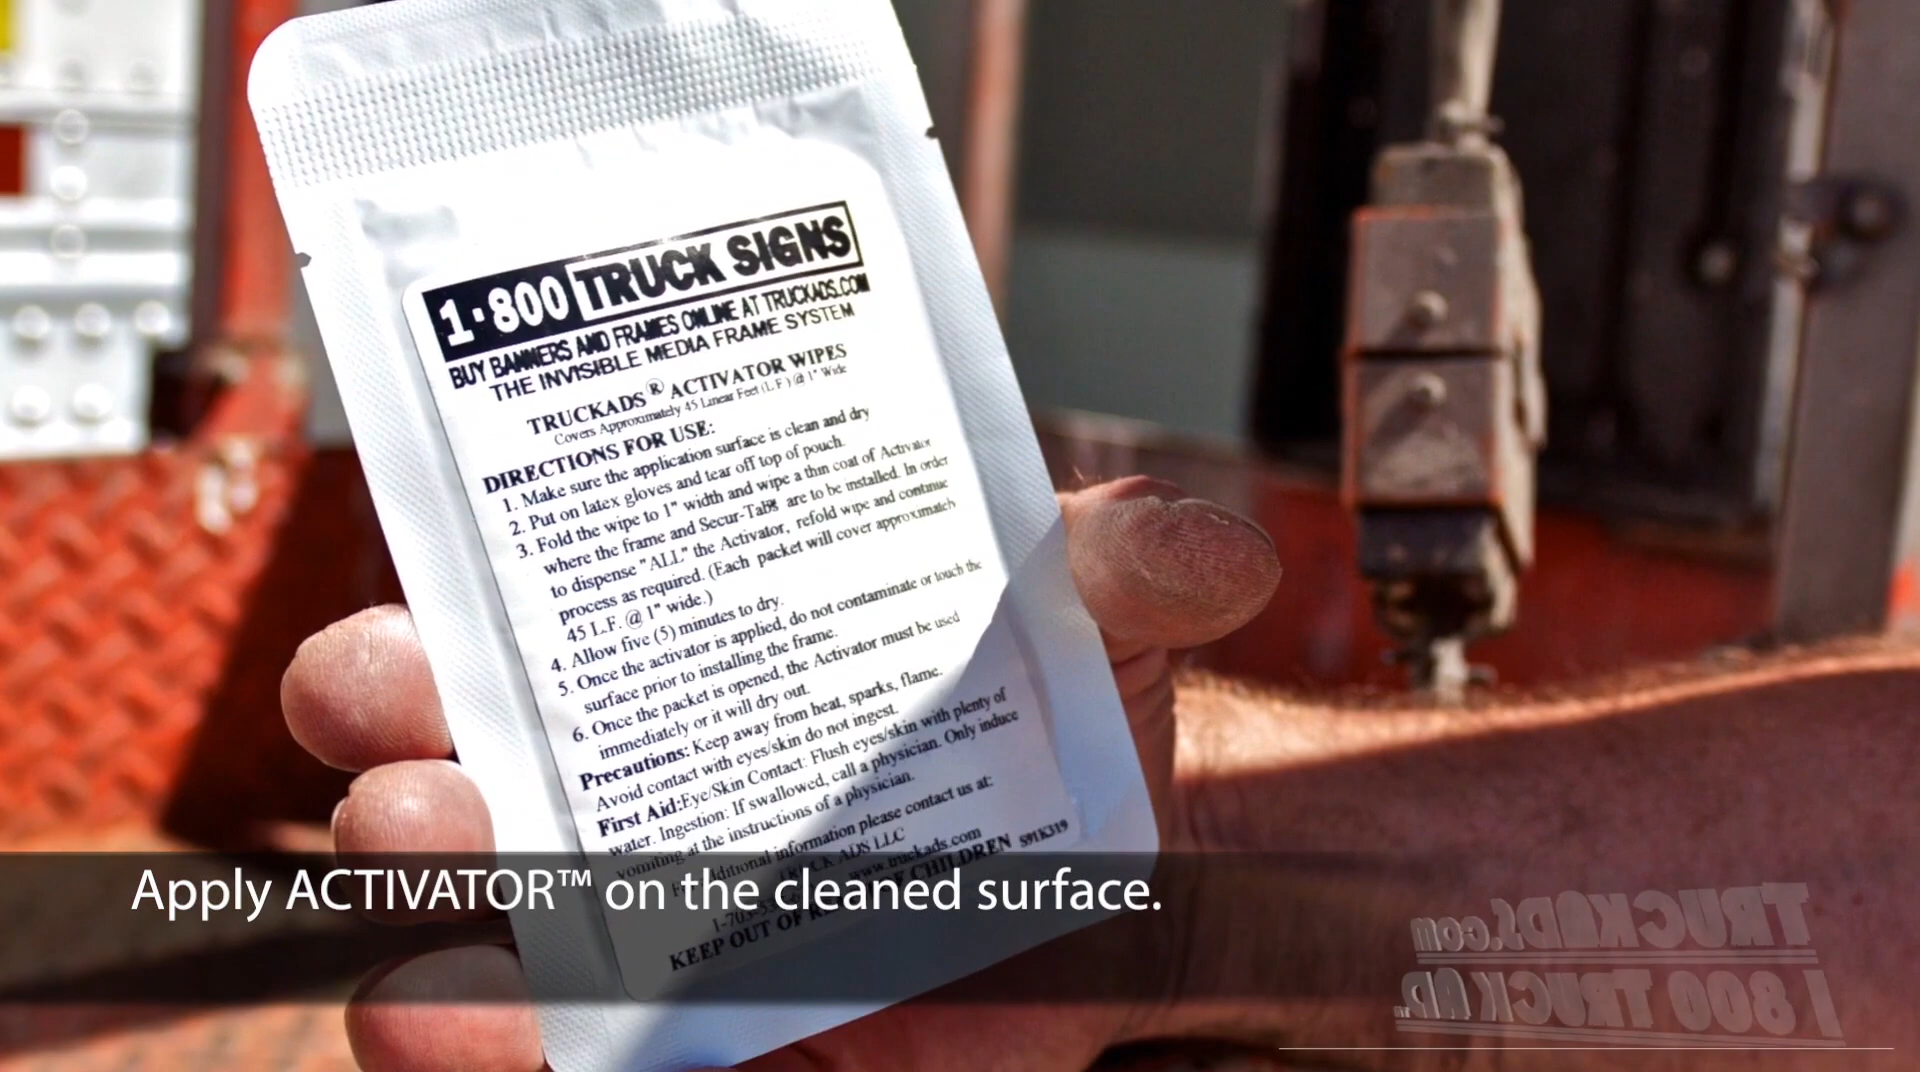 1-800 TRUCK SIGNS
BUY BANNERS AND FRAMES ONLINE AT TRUCKADS.COM
THE INVISIBLE MEDIA FRAME SYSTEM
TRUCKADS® ACTIVATOR WIPES
Covers Approximately 45 Linear Feet (L.F.) @ 1" Wide
DIRECTIONS FOR USE:
1. Make sure the application surface is clean and dry
2. Put on latex gloves and tear off top of pouch.
3. Fold the wipe to 1" width and wipe a thin coat of Activator
where the frame and Secur-Tabs are to be installed. In order
to dispense "ALL" the Activator, refold wipe and continue
process as required. (Each packet will cover approximately
45 L.F. @ 1" wide.)
4. Allow five (5) minutes to dry.
5. Once the activator is applied, do not contaminate or touch the
surface prior to installing the frame.
6. Once the packet is opened, the Activator must be used
immediately or it will dry out.
Precautions: Keep away from heat, sparks, flame.
Avoid contact with eyes/skin do not ingest.
First Aid:Eye/Skin Contact: Flush eyes/skin with plenty of
water. Ingestion: If swallowed, call a physician. Only induce
vomiting at the instructions of a physician.
For additional information please contact us at:
TRUCK ADS LLC
www.truckads.com
KEEP OUT OF REACH OF CHILDREN S91K319
Apply ACTIVATOR™ on the cleaned surface.
TRUCKADS.com
1 800 TRUCK AD..